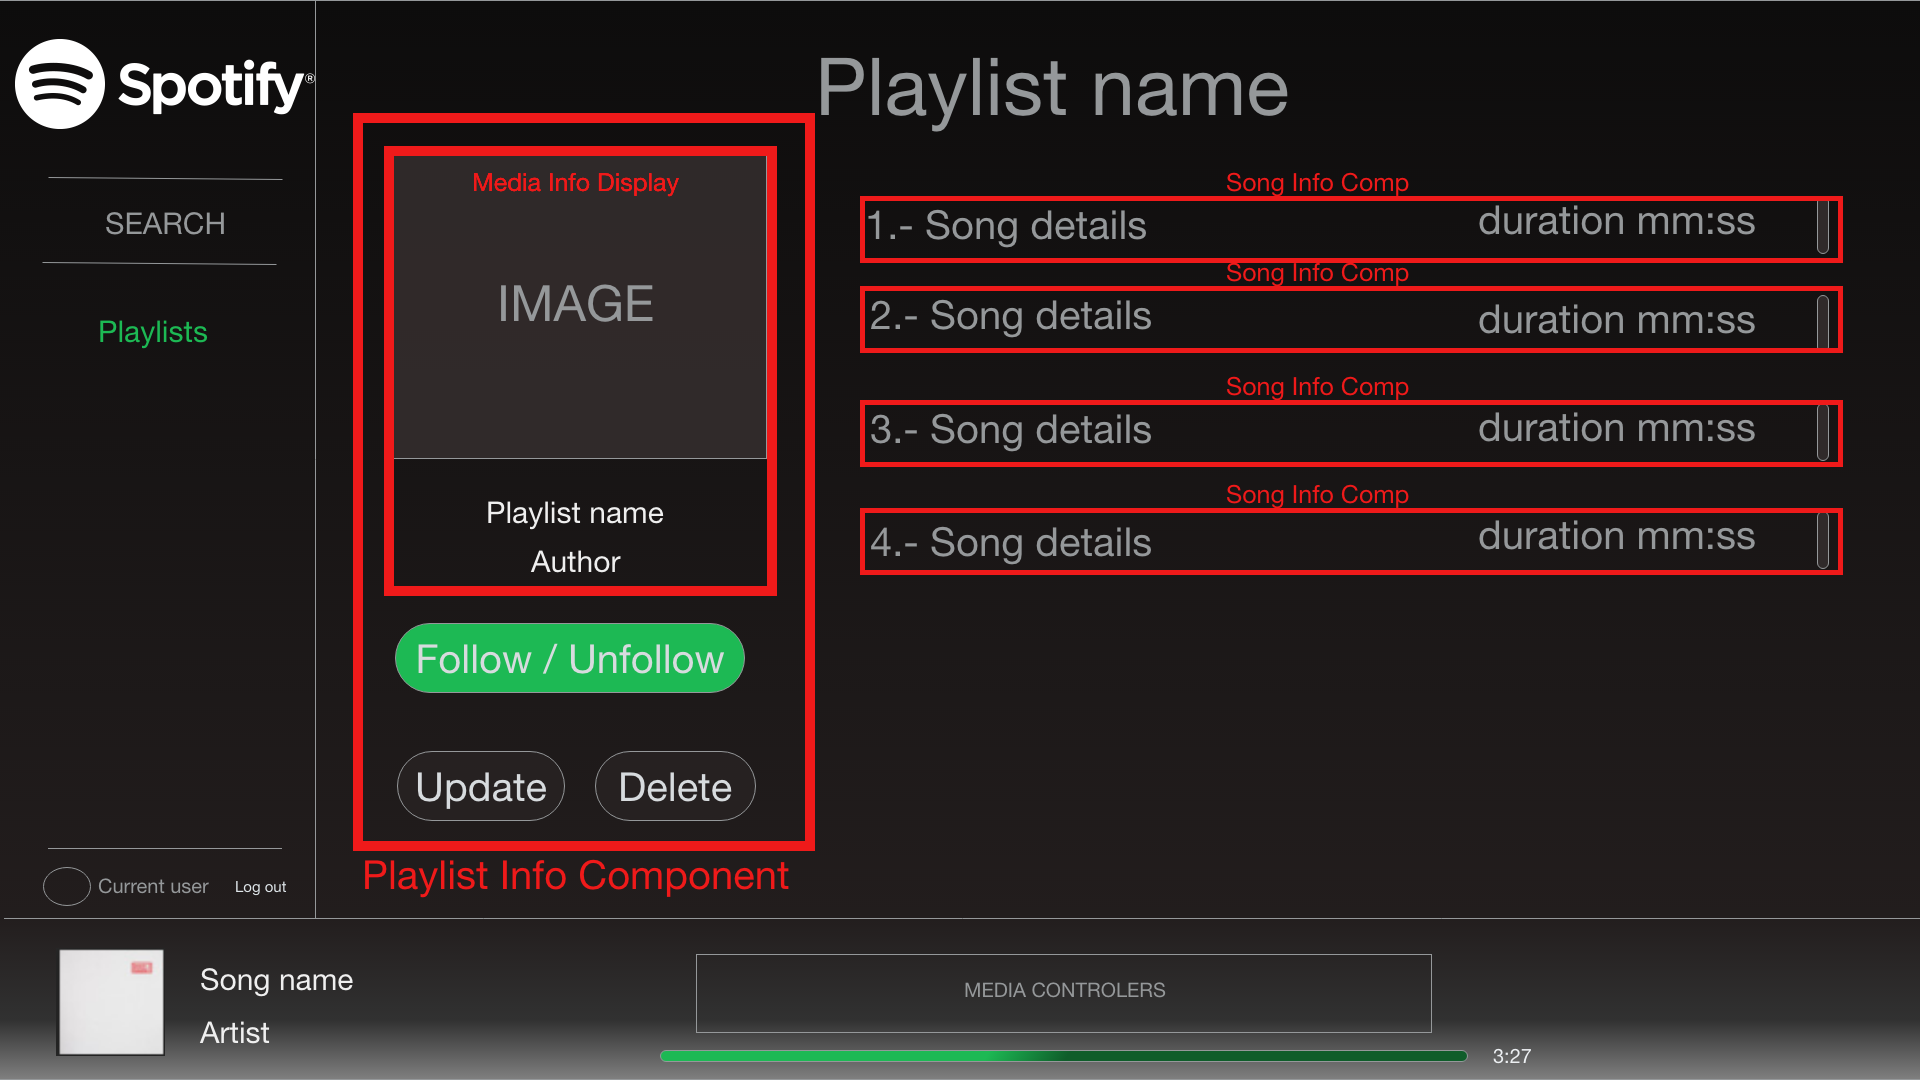 Spotify®
SEARCH
Playlists
Current user
Log out
Playlist name
Media Info Display
IMAGE
Playlist name
Author
Follow / Unfollow
Update
Delete
Playlist Info Component
Song Info Comp
1.- Song details duration mm:ss
Song Info Comp
2.- Song details duration mm:ss
Song Info Comp
3.- Song details duration mm:ss
Song Info Comp
4.- Song details duration mm:ss
Song name
Artist
MEDIA CONTROLERS
3:27